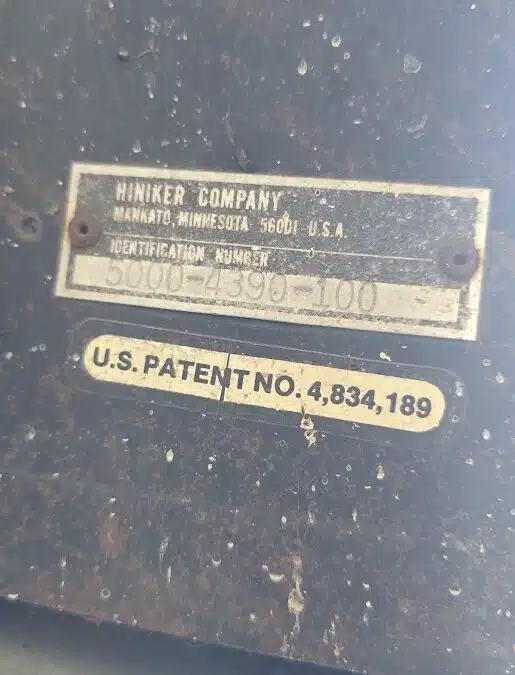 HINIKER COMPANY
MANKATO, MINNESOTA 56001 U.S.A.
IDENTIFICATION NUMBER
5000-4390-100
U.S. PATENT NO. 4,834,189